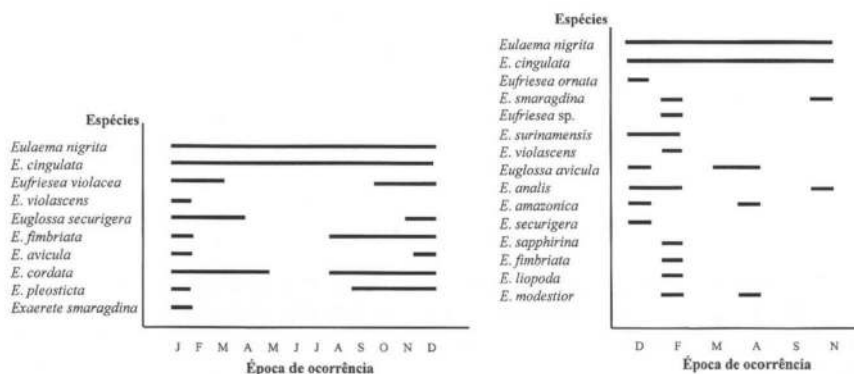 Espécies
Eulaema nigrita
E. cingulata
Eufriesea violacea
E. violascens
Euglossa securigera
E. fimbriata
E. avicula
E. cordata
E. pleosticta
Exaerete smaragdina
J F M A M J J A S O N D
Época de ocorrência
Espécies
Eulaema nigrita
E. cingulata
Eufriesea ornata
E. smaragdina
Eufriesea sp.
E. surinamensis
E. violascens
Euglossa avicula
E. analis
E. amazonica
E. securigera
E. sapphirina
E. fimbriata
E. liopoda
E. modestior
D F M A S N
Época de ocorrência